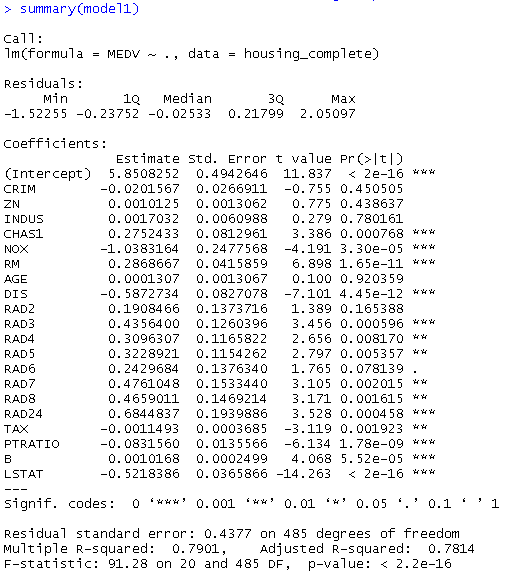 > summary(model1)
Call:
lm(formula = MEDV ~ ., data = housing_complete)
Residuals:
     Min       1Q   Median       3Q      Max
-1.52255 -0.23752 -0.02533  0.21799  2.05097
Coefficients:
              Estimate Std. Error t value Pr(>|t|)
(Intercept)  5.8508252  0.4942646  11.837  < 2e-16 ***
CRIM        -0.0201567  0.0266911  -0.755 0.450505
ZN           0.0010125  0.0013062   0.775 0.438637
INDUS        0.0017032  0.0060988   0.279 0.780161
CHAS1        0.2752433  0.0812961   3.386 0.000768 ***
NOX         -1.0383164  0.2477568  -4.191 3.30e-05 ***
RM           0.2868667  0.0415859   6.898 1.65e-11 ***
AGE          0.0001307  0.0013067   0.100 0.920359
DIS         -0.5872734  0.0827078  -7.101 4.45e-12 ***
RAD2         0.1908466  0.1373716   1.389 0.165388
RAD3         0.4356400  0.1260396   3.456 0.000596 ***
RAD4         0.3096307  0.1165822   2.656 0.008170 **
RAD5         0.3228921  0.1154262   2.797 0.005357 **
RAD6         0.2429684  0.1376340   1.765 0.078139 .
RAD7         0.4761048  0.1533440   3.105 0.002015 **
RAD8         0.4659011  0.1469214   3.171 0.001615 **
RAD24        0.6844837  0.1939886   3.528 0.000458 ***
TAX         -0.0011493  0.0003685  -3.119 0.001923 **
PTRATIO     -0.0831560  0.0135566  -6.134 1.78e-09 ***
B            0.0010168  0.0002499   4.068 5.52e-05 ***
LSTAT       -0.5218386  0.0365866 -14.263  < 2e-16 ***
---
Signif. codes:  0 ‘***’ 0.001 ‘**’ 0.01 ‘*’ 0.05 ‘.’ 0.1 ‘ ’ 1
Residual standard error: 0.4377 on 485 degrees of freedom
Multiple R-squared:  0.7901,    Adjusted R-squared:  0.7814
F-statistic: 91.28 on 20 and 485 DF,  p-value: < 2.2e-16